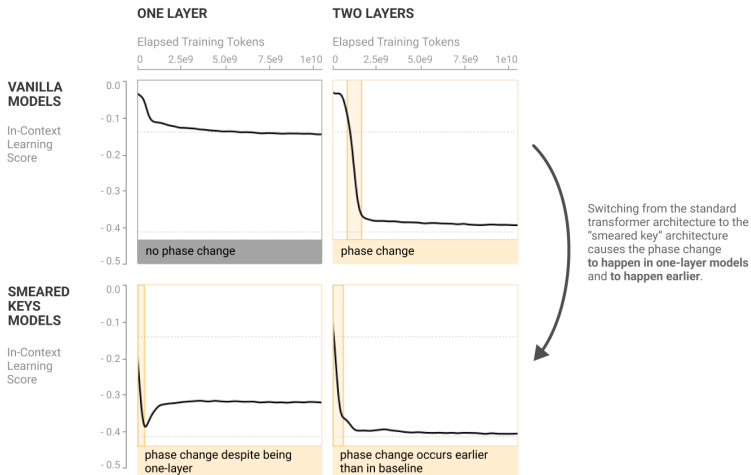 ONE LAYER
TWO LAYERS
Elapsed Training Tokens
Elapsed Training Tokens
0 2.5e9 5.0e9 7.5e9 1e10
0 2.5e9 5.0e9 7.5e9 1e10
VANILLA
MODELS
In-Context
Learning
Score
0.0
- 0.1
- 0.2
- 0.3
- 0.4
- 0.5
no phase change
phase change
Switching from the standard
transformer architecture to the
“smeared key” architecture
causes the phase change
to happen in one-layer models
and to happen earlier.
SMEARED
KEYS
MODELS
In-Context
Learning
Score
0.0
- 0.1
- 0.2
- 0.3
- 0.4
- 0.5
phase change despite being
one-layer
phase change occurs earlier
than in baseline